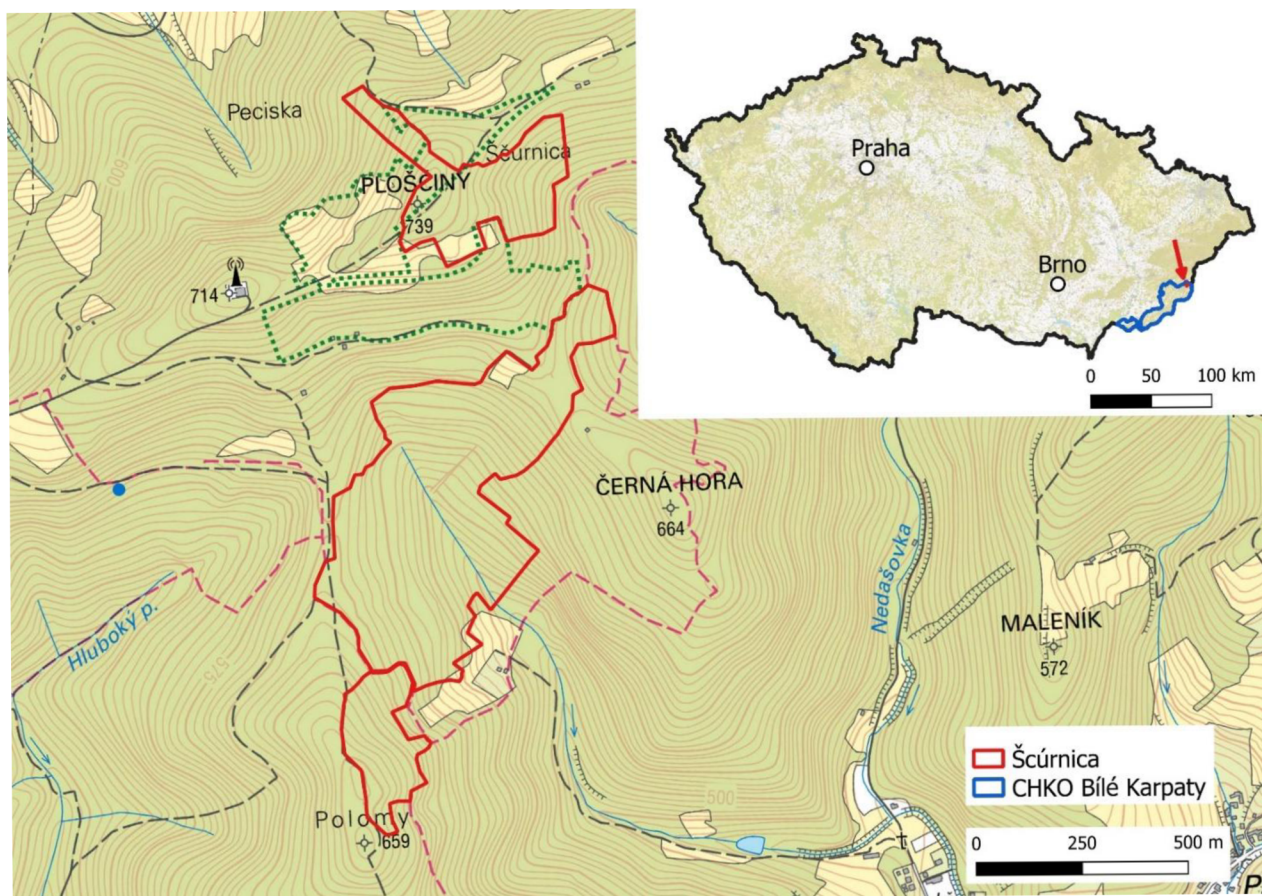 Peciska
600
Ščúrnica
PLOŠČINY
739
714
Praha
Brno
0 50 100 km
ČERNÁ HORA
664
Nedašovka
MALENÍK
572
Hluboký p.
575
Polomy
659
500
Šcúrnica
CHKO Bílé Karpaty
0 250 500 m